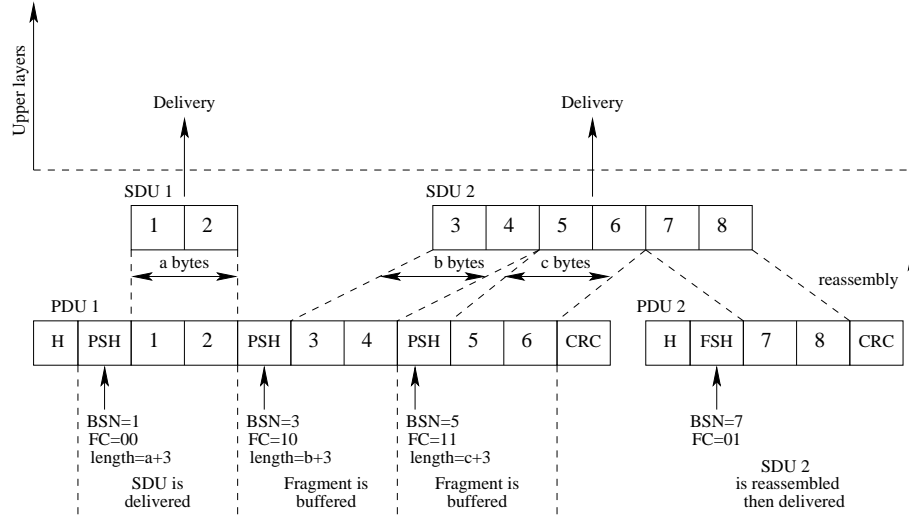 Upper layers
Delivery
Delivery
SDU 1
SDU 2
1 2
3 4 5 6 7 8
a bytes
b bytes
c bytes
reassembly
PDU 1
PDU 2
H PSH 1 2 PSH 3 4 PSH 5 6 CRC
H FSH 7 8 CRC
BSN=1
FC=00
length=a+3
BSN=3
FC=10
length=b+3
BSN=5
FC=11
length=c+3
BSN=7
FC=01
SDU is
delivered
Fragment is
buffered
Fragment is
buffered
SDU 2
is reassembled
then delivered